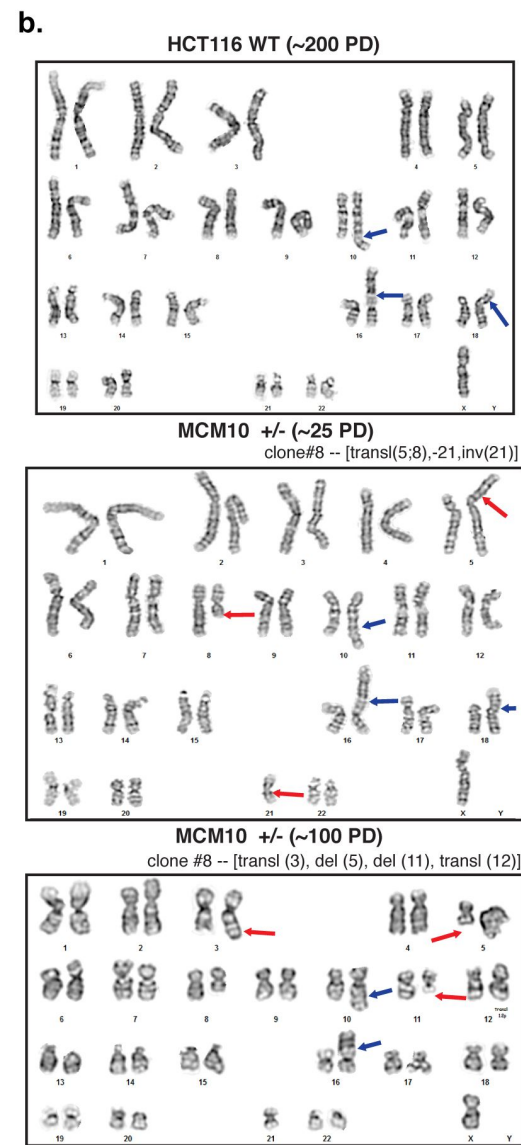 b.
HCT116 WT (~200 PD)
1 2 3 4 5
6 7 8 9 10 11 12
13 14 15 16 17 18
19 20 21 22 X Y
MCM10 +/- (~25 PD)
clone#8 -- [transl(5;8),-21,inv(21)]
1 2 3 4 5
6 7 8 9 10 11 12
13 14 15 16 17 18
19 20 21 22 X Y
MCM10 +/- (~100 PD)
clone #8 -- [transl (3), del (5), del (11), transl (12)]
1 2 3 4 5
6 7 8 9 10 11 12
13 14 15 16 17 18
19 20 21 22 X Y